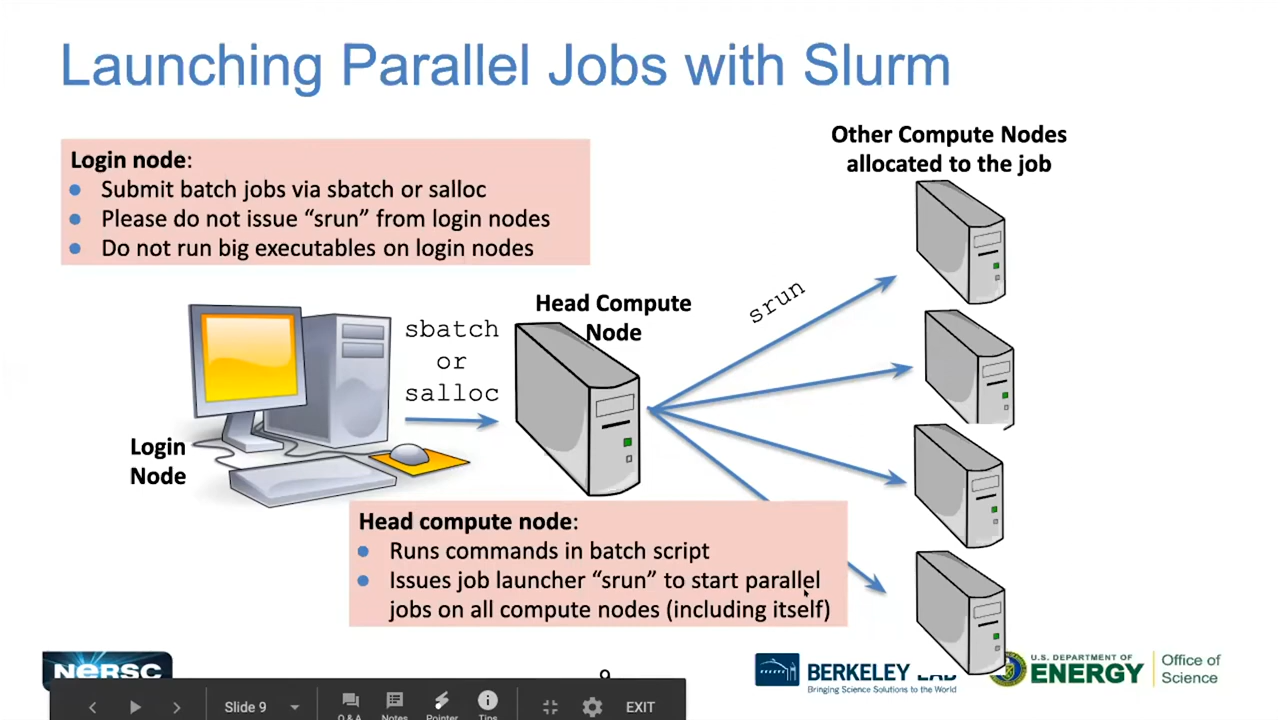 Launching Parallel Jobs with Slurm
Login node:
Submit batch jobs via sbatch or salloc
Please do not issue “srun” from login nodes
Do not run big executables on login nodes
Other Compute Nodes
allocated to the job
Head Compute
Node
sbatch
or
salloc
srun
Login
Node
Head compute node:
Runs commands in batch script
Issues job launcher “srun” to start parallel
jobs on all compute nodes (including itself)
NERSC
9
BERKELEY LAB
Bringing Science Solutions to the World
U.S. DEPARTMENT OF
ENERGY
Office of
Science
Slide 9
Q & A
Notes
Pointer
Tips
EXIT